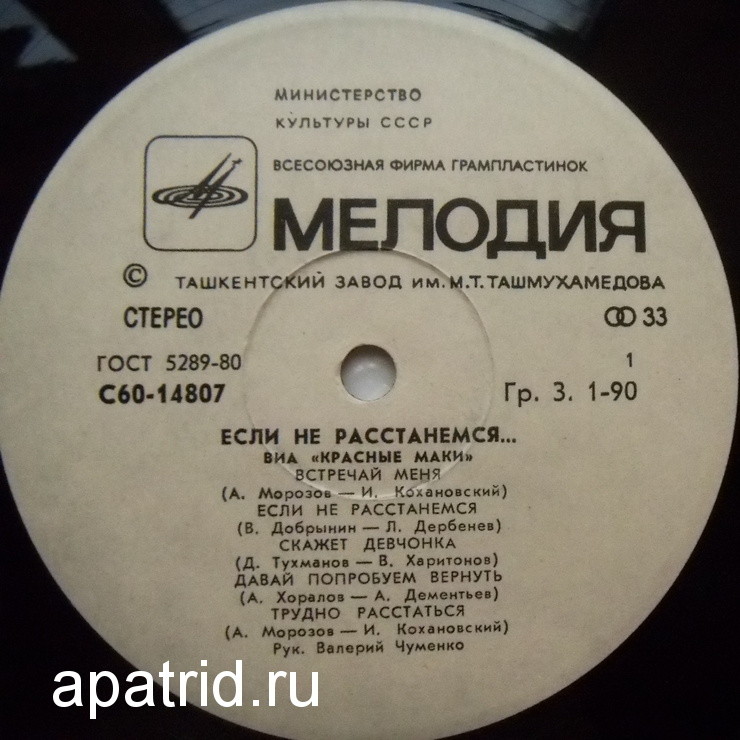 МИНИСТЕРСТВО
КУЛЬТУРЫ СССР
ВСЕСОЮЗНАЯ ФИРМА ГРАМПЛАСТИНОК
МЕЛОДИЯ
© ТАШКЕНТСКИЙ ЗАВОД ИМ. М.Т. ТАШМУХАМЕДОВА
СТЕРЕО 33
ГОСТ 5289-80 1
С60-14807 Гр. 3. 1-90
ЕСЛИ НЕ РАССТАНЕМСЯ...
ВИА «КРАСНЫЕ МАКИ»
ВСТРЕЧАЙ МЕНЯ
(А. Морозов — И. Кохановский)
ЕСЛИ НЕ РАССТАНЕМСЯ
(В. Добрынин — Л. Дербенев)
СКАЖЕТ ДЕВЧОНКА
(Д. Тухманов — В. Харитонов)
ДАВАЙ ПОПРОБУЕМ ВЕРНУТЬ
(А. Хоралов — А. Дементьев)
ТРУДНО РАССТАТЬСЯ
(А. Морозов — И. Кохановский)
Рук. Валерий Чуменко
apatrid.ru